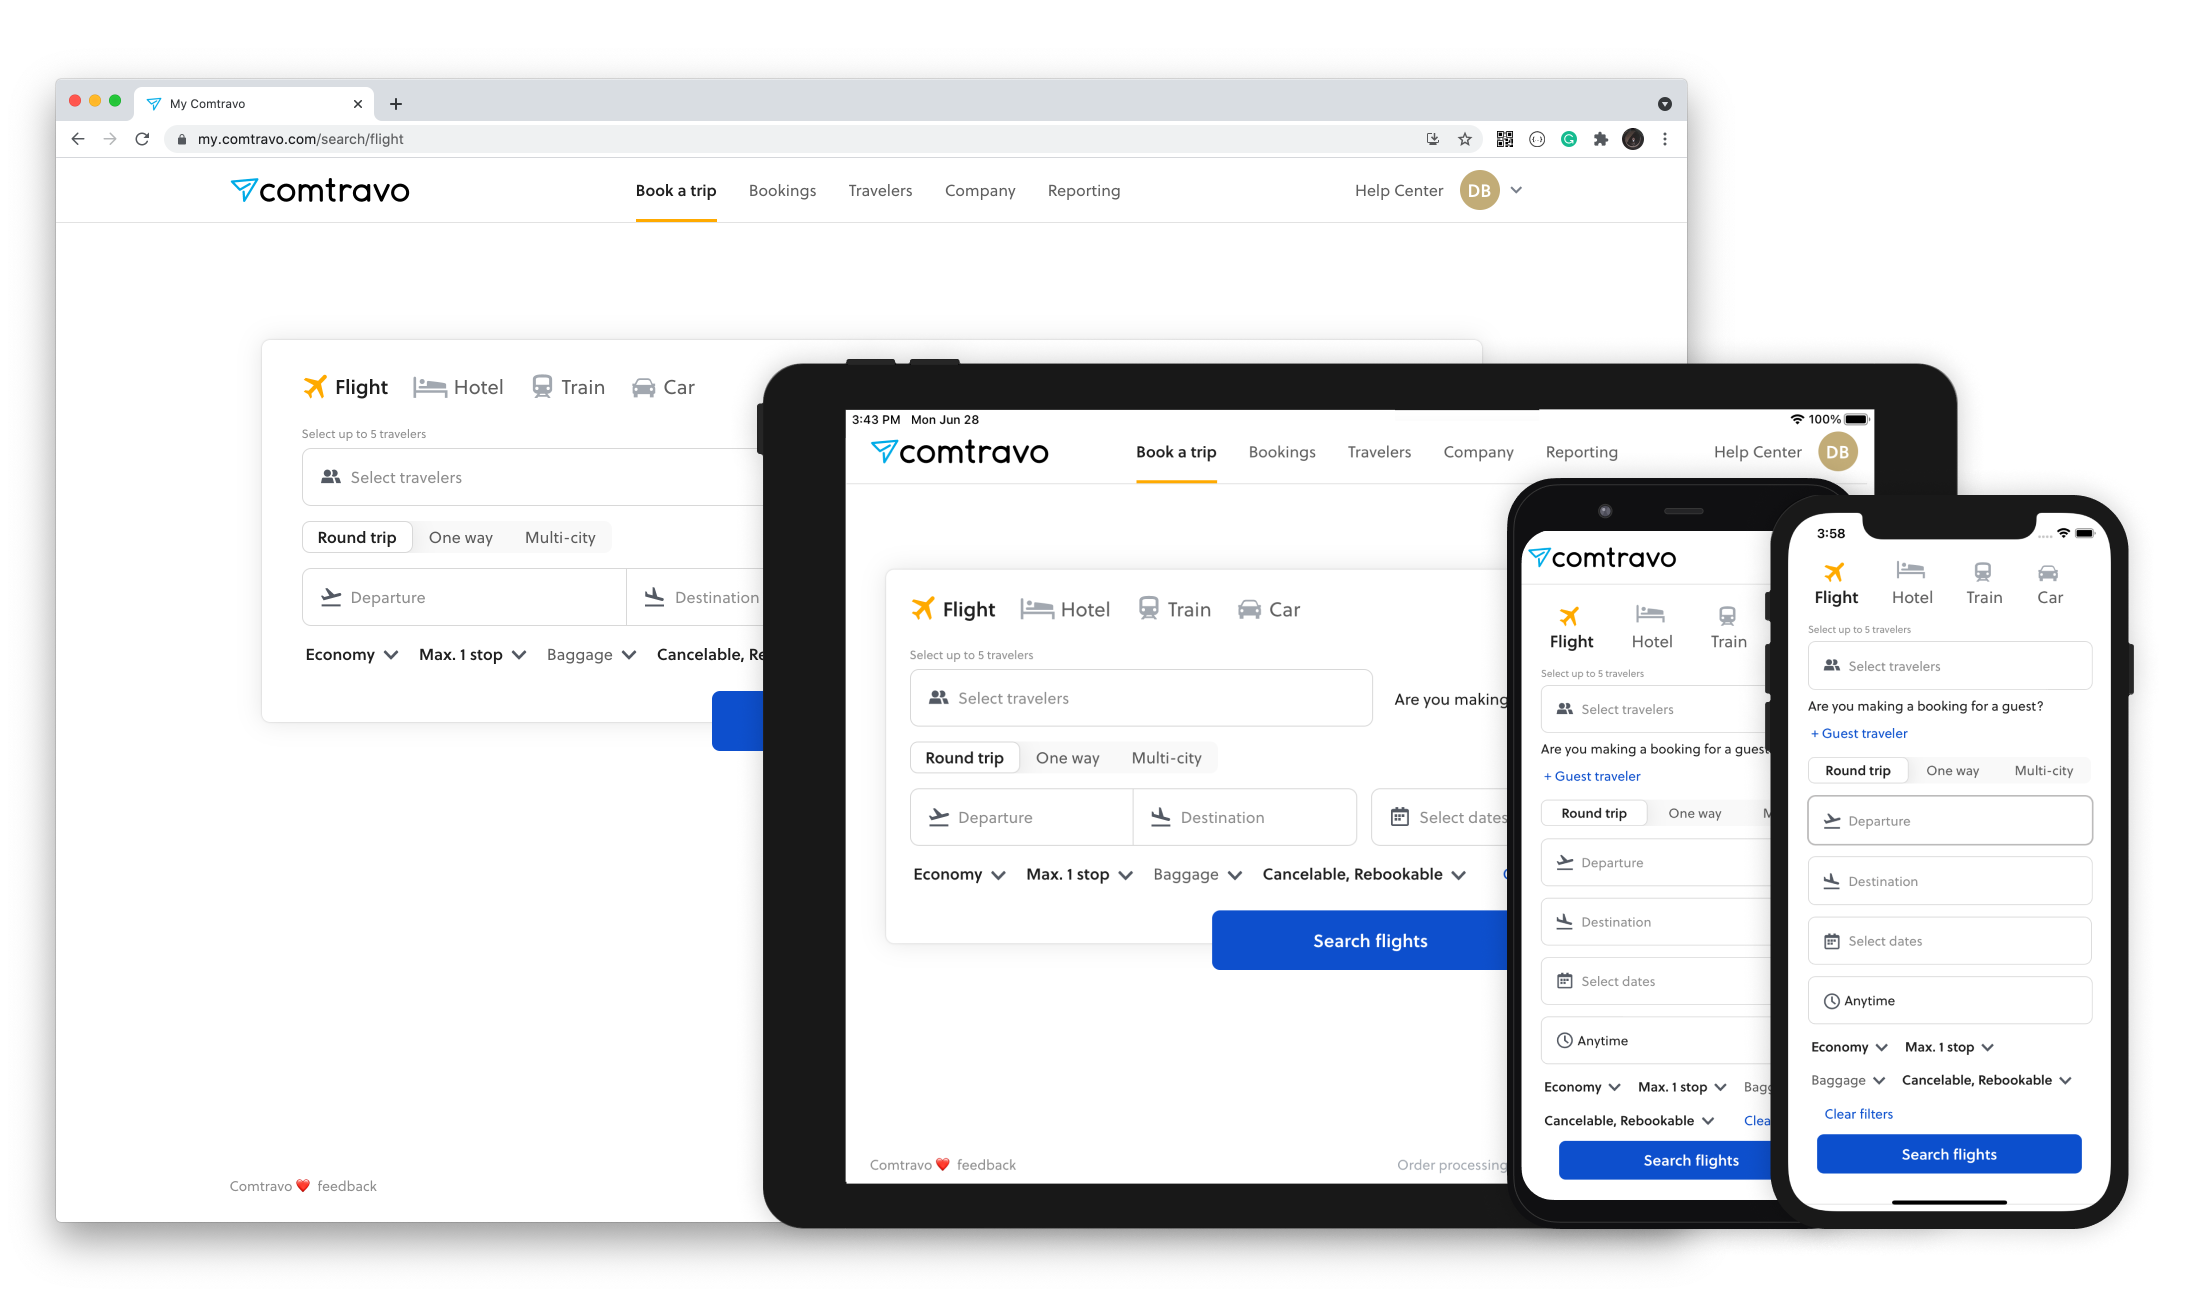 My Comtravo
my.comtravo.com/search/flight
comtravo
Book a trip Bookings Travelers Company Reporting Help Center DB
Flight Hotel Train Car
Select up to 5 travelers
Select travelers
Round trip One way Multi-city
Departure Destination
Economy Max. 1 stop Baggage Cancelable, Re
Comtravo ❤️ feedback
3:43 PM Mon Jun 28 100%
comtravo
Book a trip Bookings Travelers Company Reporting Help Center DB
Flight Hotel Train Car
Select up to 5 travelers
Select travelers Are you making
Round trip One way Multi-city
Departure Destination Select dates
Economy Max. 1 stop Baggage Cancelable, Rebookable
Search flights
Comtravo ❤️ feedback Order processing
comtravo
Flight Hotel Train
Select up to 5 travelers
Select travelers
Are you making a booking for a guest
+ Guest traveler
Round trip One way
Departure
Destination
Select dates
Anytime
Economy Max. 1 stop Bagg
Cancelable, Rebookable Clea
Search flights
3:58
Flight Hotel Train Car
Select up to 5 travelers
Select travelers
Are you making a booking for a guest?
+ Guest traveler
Round trip One way Multi-city
Departure
Destination
Select dates
Anytime
Economy Max. 1 stop
Baggage Cancelable, Rebookable
Clear filters
Search flights